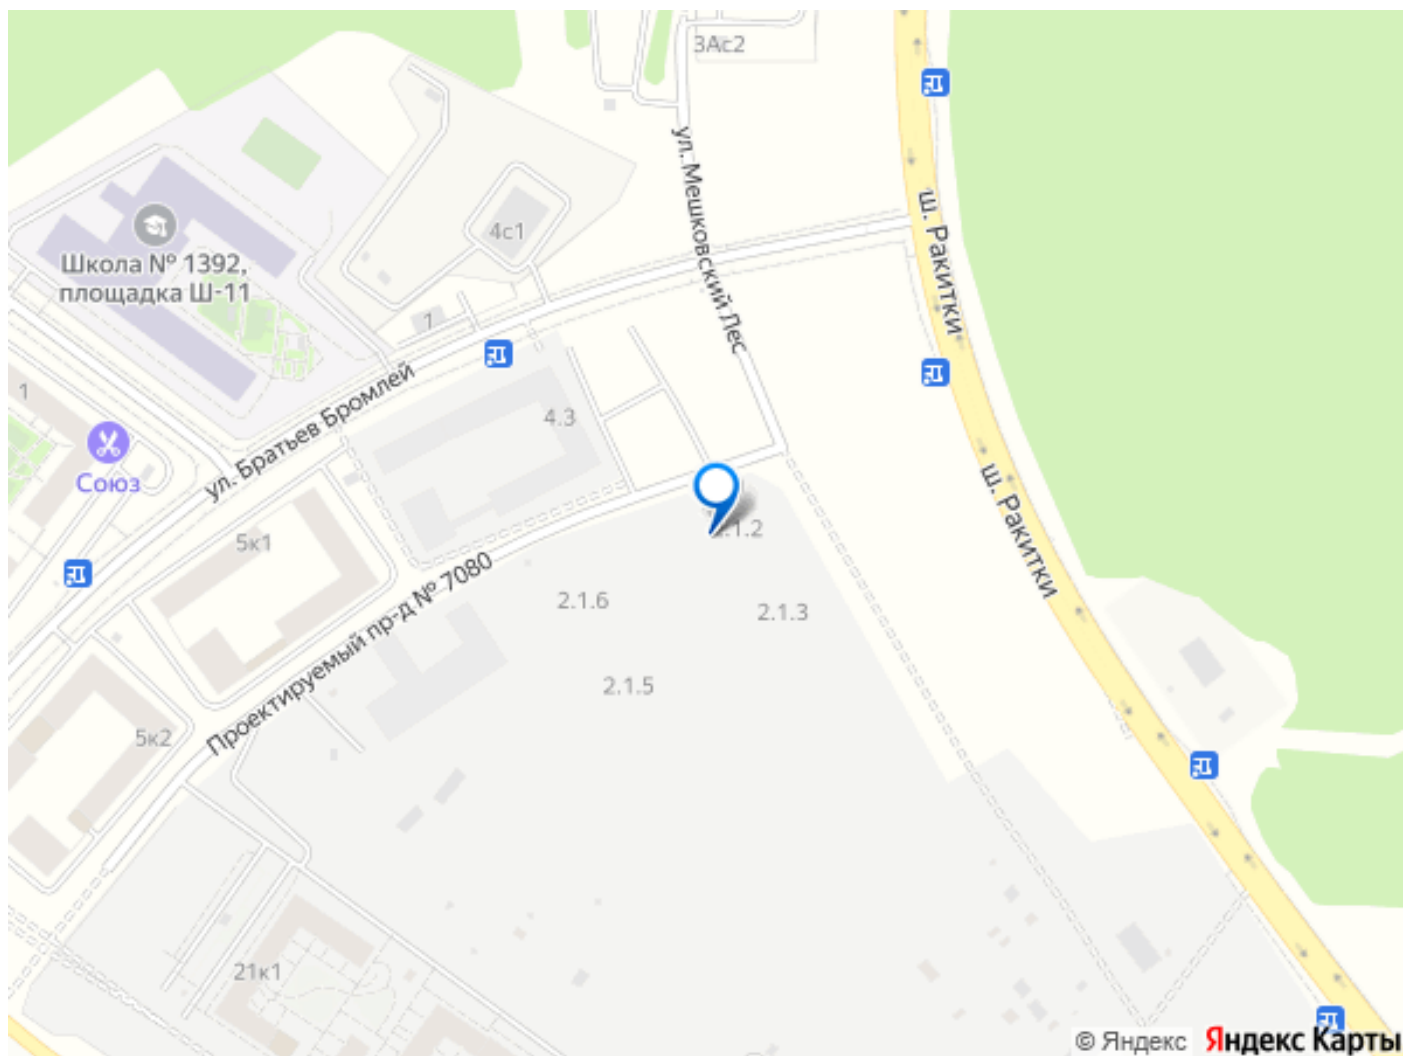 3Ас2
ул. Мешковский Лес
ш. Ракитки
4с1
Школа № 1392,
площадка Ш-11
1
ул. Братьев Бромлей
1
4.3
Союз
5к1
2.1.2
Проектируемый пр-д № 7080
2.1.6
2.1.3
ш. Ракитки
2.1.5
5к2
21к1
© Яндекс Яндекс Карты